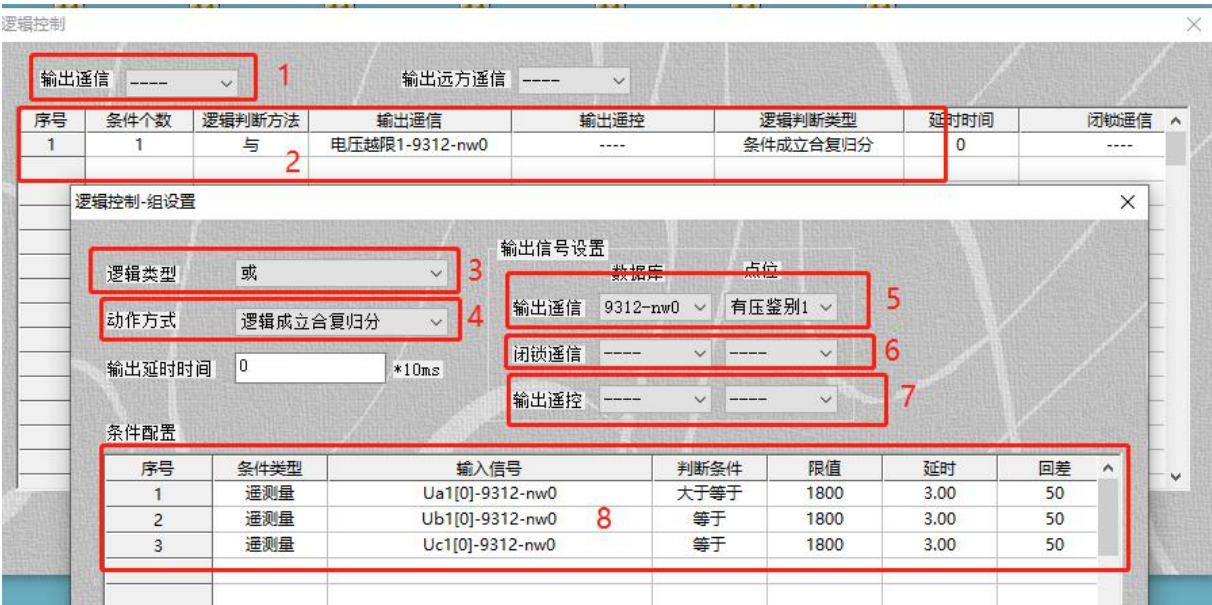 逻辑控制
输出遥信 ---- 1 输出远方遥信 ----
序号 条件个数 逻辑判断方法 输出遥信 输出遥控 逻辑判断类型 延时时间 闭锁遥信
1 1 与 电压越限1-9312-nw0 ---- 条件成立合复归分 0 ----
2
逻辑控制-组设置
输出信号设置
逻辑类型 或 3 数据库 点位
输出遥信 9312-nw0 有压鉴别1 5
动作方式 逻辑成立合复归分 4
闭锁遥信 ---- ---- 6
输出延时时间 0 *10ms
输出遥控 ---- ---- 7
条件配置
序号 条件类型 输入信号 判断条件 限值 延时 回差
1 遥测量 Ua1[0]-9312-nw0 大于等于 1800 3.00 50
2 遥测量 Ub1[0]-9312-nw0 8 等于 1800 3.00 50
3 遥测量 Uc1[0]-9312-nw0 等于 1800 3.00 50